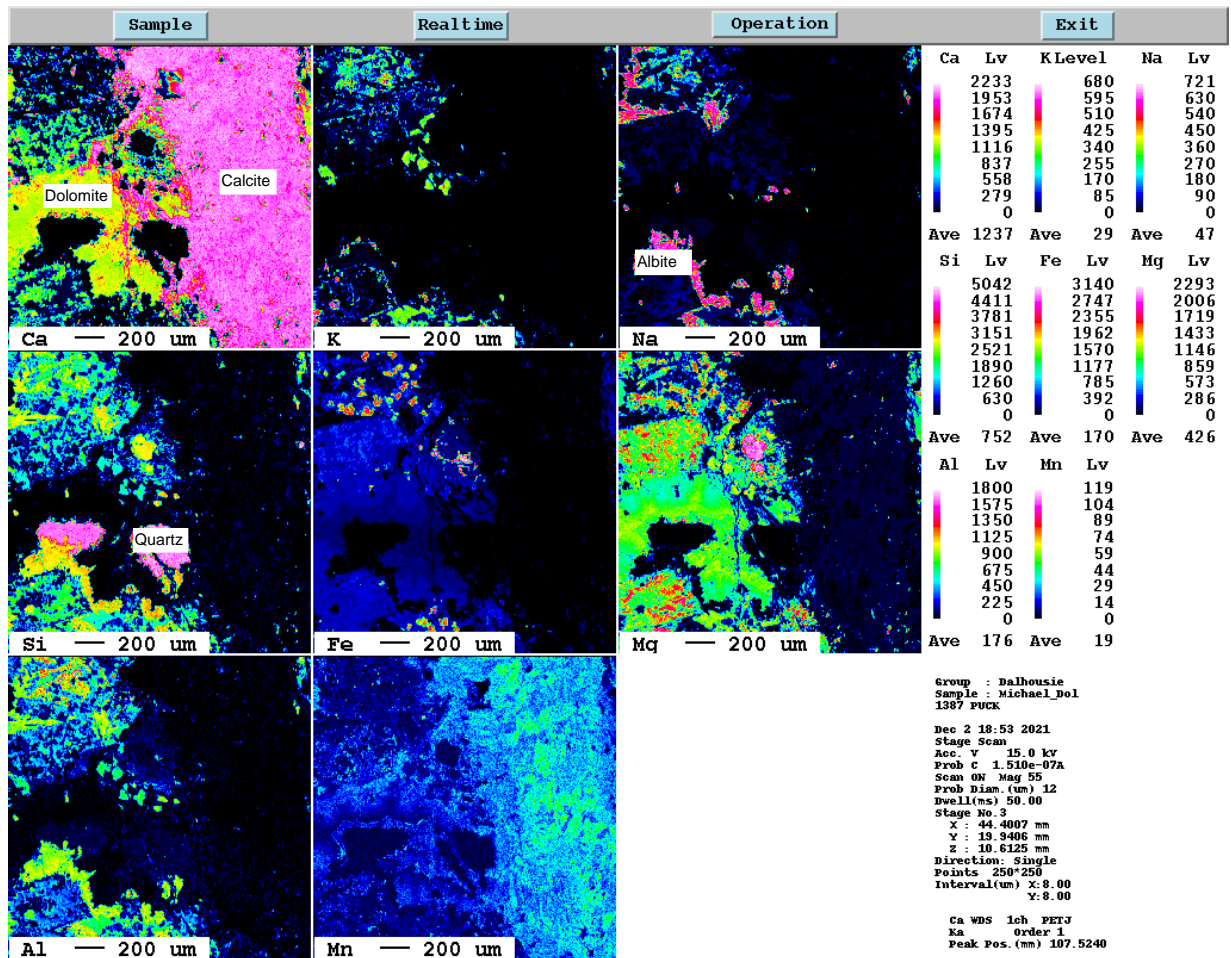 Sample Realtime Operation Exit
Ca Lv K Level Na Lv
2233 680 721
1953 595 630
1674 510 540
1395 425 450
1116 340 360
837 255 270
558 170 180
279 85 90
0 0 0
Ave 1237 Ave 29 Ave 47
Dolomite
Calcite
Albite
Ca 200 um
K 200 um
Na 200 um
Si Lv Fe Lv Mg Lv
5042 3140 2293
4411 2747 2006
3781 2355 1719
3151 1962 1433
2521 1570 1146
1890 1177 859
1260 785 573
630 392 286
0 0 0
Ave 752 Ave 170 Ave 426
Quartz
Si 200 um
Fe 200 um
Mg 200 um
Al Lv Mn Lv
1800 119
1575 104
1350 89
1125 74
900 59
675 44
450 29
225 14
0 0
Ave 176 Ave 19
Al 200 um
Mn 200 um
Group : Dalhousie
Sample : Michael_Dol
1387 PUCK
Dec 2 18:53 2021
Stage Scan
Acc. V 15.0 kV
Prob C 1.510e-07A
Scan ON Mag 55
Prob Diam.(um) 12
Dwell(ms) 50.00
Stage No.3
X : 44.4007 mm
Y : 19.9406 mm
Z : 10.6125 mm
Direction: Single
Points 250*250
Interval(um) X:8.00
Y:8.00
Ca WDS 1ch PETJ
Ka Order 1
Peak Pos.(mm) 107.5240